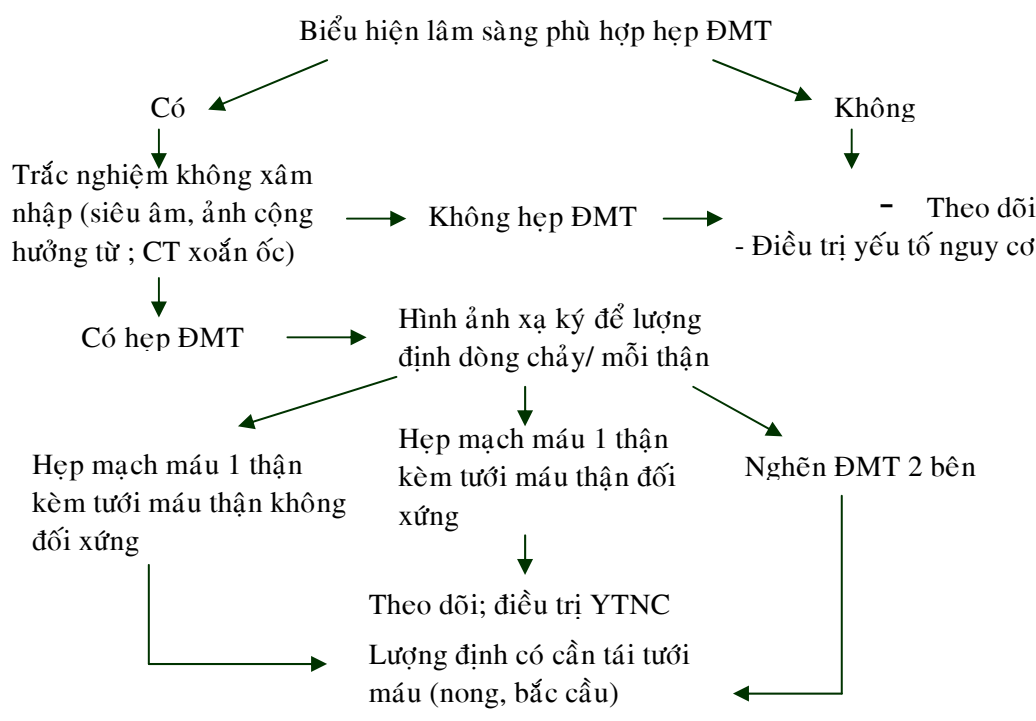 Biểu hiện lâm sàng phù hợp hẹp ĐMT
Có
Không
Trắc nghiệm không xâm
nhập (siêu âm, ảnh cộng
hưởng từ ; CT xoắn ốc)
Không hẹp ĐMT
- Theo dõi
- Điều trị yếu tố nguy cơ
Có hẹp ĐMT
Hình ảnh xạ ký để lượng
định dòng chảy/ mỗi thận
Hẹp mạch máu 1 thận
kèm tưới máu thận không
đối xứng
Hẹp mạch máu 1 thận
kèm tưới máu thận đối
xứng
Nghẽn ĐMT 2 bên
Theo dõi; điều trị YTNC
Lượng định có cần tái tưới
máu (nong, bắc cầu)